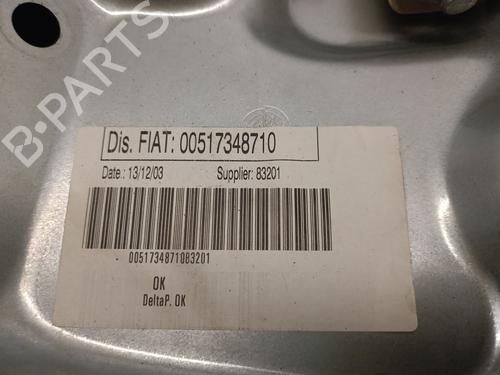 B-PARTS
Dis. FIAT: 00517348710
Date.: 13/12/03 Supplier: 83201
0051734871083201
OK
DeltaP. OK